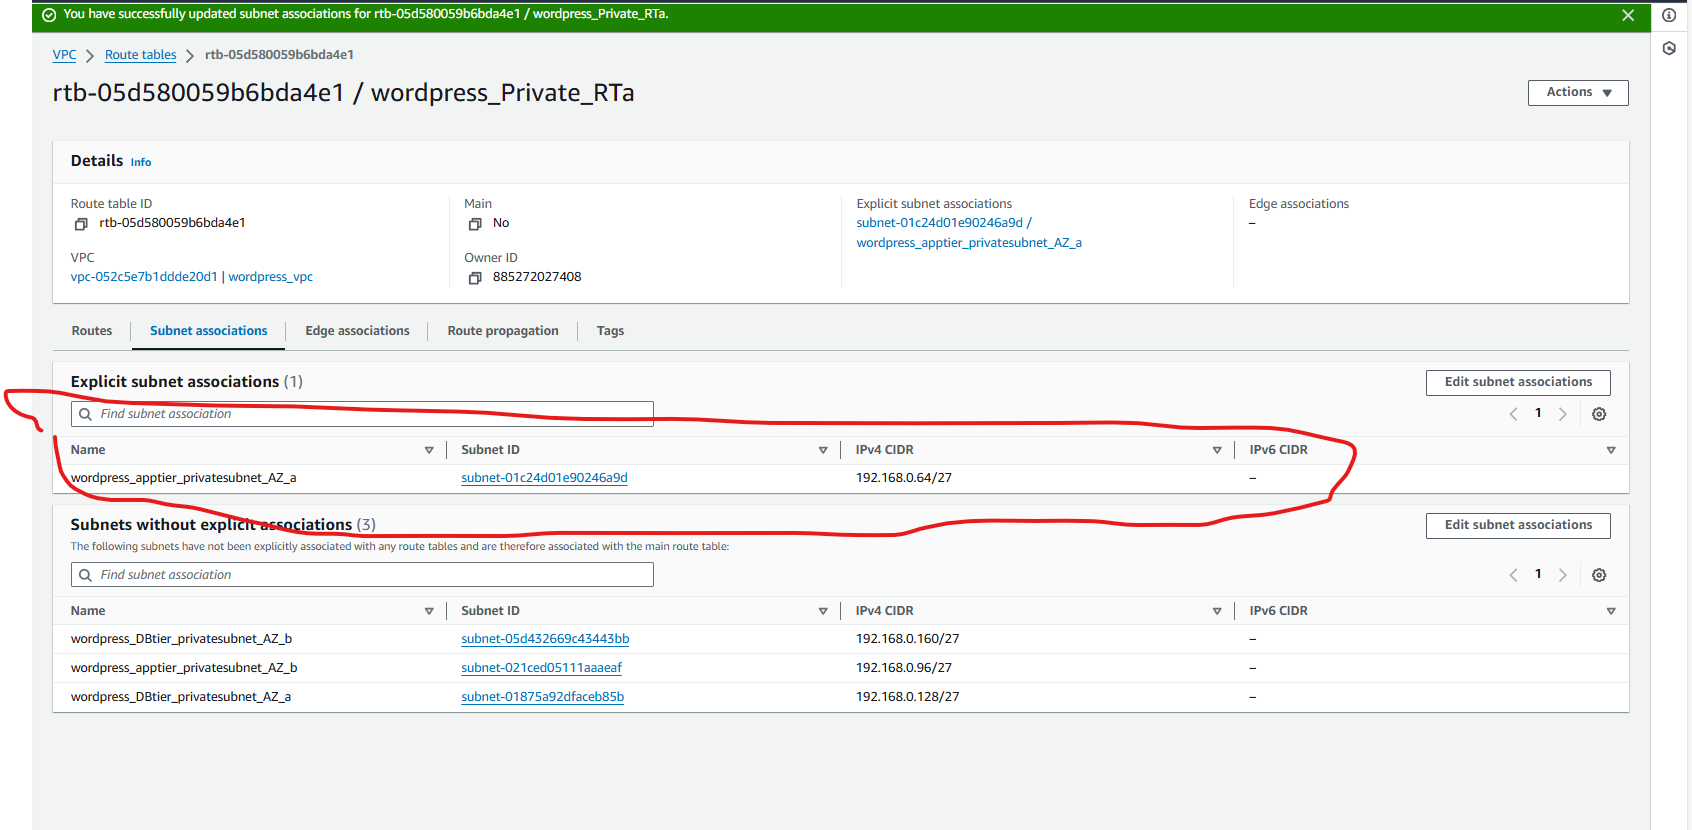 You have successfully updated subnet associations for rtb-05d580059b6bda4e1 / wordpress_Private_RTa.
VPC > Route tables > rtb-05d580059b6bda4e1
rtb-05d580059b6bda4e1 / wordpress_Private_RTa
Actions
Details Info
Route table ID
rtb-05d580059b6bda4e1
Main
No
Explicit subnet associations
subnet-01c24d01e90246a9d /
wordpress_apptier_privatesubnet_AZ_a
Edge associations
–
VPC
vpc-052c5e7b1ddde20d1 | wordpress_vpc
Owner ID
885272027408
Routes Subnet associations Edge associations Route propagation Tags
Explicit subnet associations (1)
Edit subnet associations
Find subnet association
1
Name Subnet ID IPv4 CIDR IPv6 CIDR
wordpress_apptier_privatesubnet_AZ_a subnet-01c24d01e90246a9d 192.168.0.64/27 –
Subnets without explicit associations (3)
Edit subnet associations
The following subnets have not been explicitly associated with any route tables and are therefore associated with the main route table:
Find subnet association
1
Name Subnet ID IPv4 CIDR IPv6 CIDR
wordpress_DBtier_privatesubnet_AZ_b subnet-05d432669c43443bb 192.168.0.160/27 –
wordpress_apptier_privatesubnet_AZ_b subnet-021ced05111aaaeaf 192.168.0.96/27 –
wordpress_DBtier_privatesubnet_AZ_a subnet-01875a92dfaceb85b 192.168.0.128/27 –